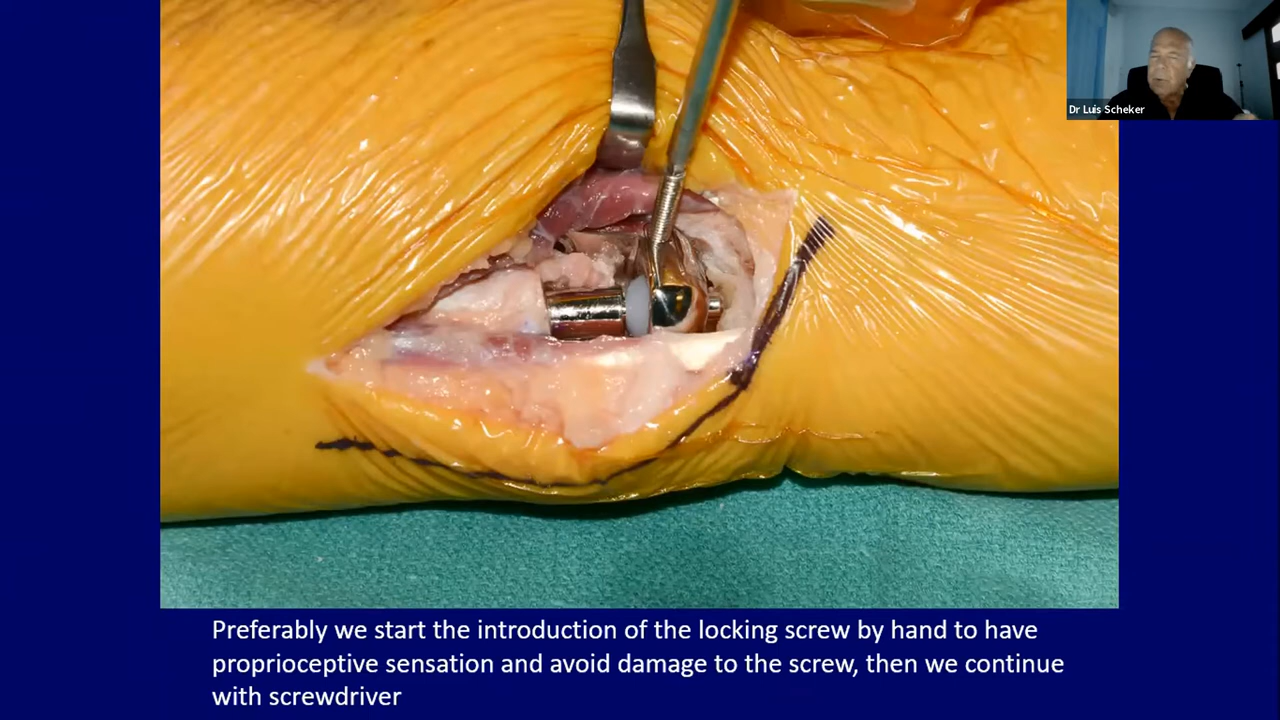 Dr Luis Scheker
Preferably we start the introduction of the locking screw by hand to have
proprioceptive sensation and avoid damage to the screw, then we continue
with screwdriver